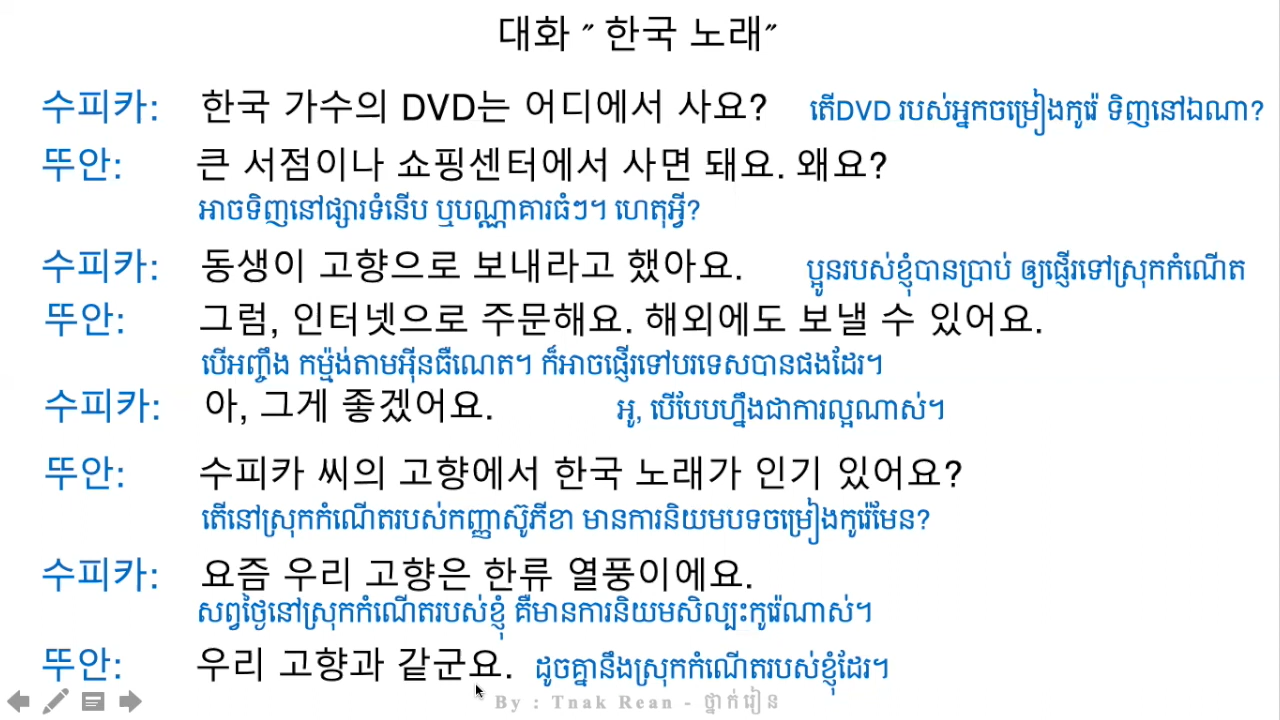 대화 ˝ 한국 노래˝
수피카: 한국 가수의 DVD는 어디에서 사요? តើDVD របស់អ្នកចម្រៀងកូរ៉េ ទិញនៅឯណា?
뚜안: 큰 서점이나 쇼핑센터에서 사면 돼요. 왜요?
អាចទិញនៅផ្សារទំនើប ឬបណ្ណាគារធំៗ។ ហេតុអ្វី?
수피카: 동생이 고향으로 보내라고 했아요. ប្អូនរបស់ខ្ញុំបានប្រាប់ ឲ្យផ្ញើរទៅស្រុកកំណើត
뚜안: 그럼, 인터넷으로 주문해요. 해외에도 보낼 수 있어요.
បើអញ្ចឹង កម្ម៉ង់តាមអ៊ីនធឺណេត។ ក៏អាចផ្ញើរទៅបរទេសបានផងដែរ។
수피카: 아, 그게 좋겠어요. អូ, បើបែបហ្នឹងជាការល្អណាស់។
뚜안: 수피카 씨의 고향에서 한국 노래가 인기 있어요?
តើនៅស្រុកកំណើតរបស់កញ្ញាស៊ូភីខា មានការនិយមបទចម្រៀងកូរ៉េមែន?
수피카: 요즘 우리 고향은 한류 열풍이에요.
សព្វថ្ងៃនៅស្រុកកំណើតរបស់ខ្ញុំ គឺមានការនិយមសិល្បះកូរ៉េណាស់។
뚜안: 우리 고향과 같군요. ដូចគ្នានឹងស្រុកកំណើតរបស់ខ្ញុំដែរ។
By : Tnak Rean - ថ្នាក់រៀន